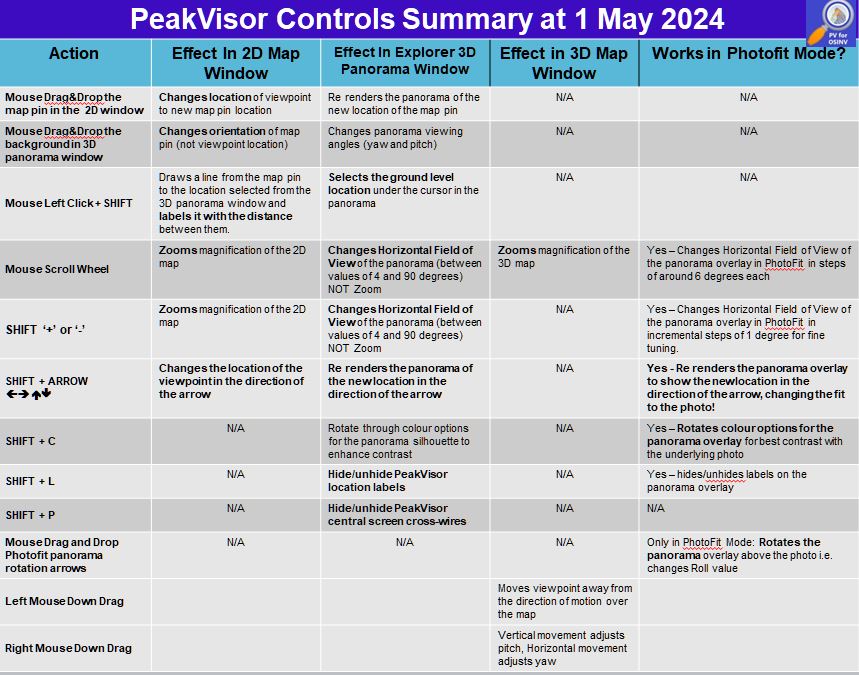 PeakVisor Controls Summary at 1 May 2024
PV for
OSINV
Action
Effect In 2D Map
Window
Effect In Explorer 3D
Panorama Window
Effect in 3D Map
Window
Works in Photofit Mode?
Mouse Drag&Drop the
map pin in the 2D window
Changes location of viewpoint
to new map pin location
Re renders the panorama of the
new location of the map pin
N/A
N/A
Mouse Drag&Drop the
background in 3D
panorama window
Changes orientation of map
pin (not viewpoint location)
Changes panorama viewing
angles (yaw and pitch)
N/A
N/A
Mouse Left Click + SHIFT
Draws a line from the map pin
to the location selected from the
3D panorama window and
labels it with the distance
between them.
Selects the ground level
location under the cursor in the
panorama
N/A
N/A
Mouse Scroll Wheel
Zooms magnification of the 2D
map
Changes Horizontal Field of
View of the panorama (between
values of 4 and 90 degrees)
NOT Zoom
Zooms magnification of the
3D map
Yes – Changes Horizontal Field of View of
the panorama overlay in PhotoFit in steps
of around 6 degrees each
SHIFT ‘+’ or ‘-’
Zooms magnification of the 2D
map
Changes Horizontal Field of
View of the panorama (between
values of 4 and 90 degrees)
NOT Zoom
N/A
Yes – Changes Horizontal Field of View of
the panorama overlay in PhotoFit in
incremental steps of 1 degree for fine
tuning.
SHIFT + ARROW
🡸🡺🡹🡻
Changes the location of the
viewpoint in the direction of
the arrow
Re renders the panorama of
the new location in the
direction of the arrow
N/A
Yes - Re renders the panorama overlay
to show the new location in the
direction of the arrow, changing the fit
to the photo!
SHIFT + C
N/A
Rotate through colour options
for the panorama silhouette to
enhance contrast
N/A
Yes – Rotates colour options for the
panorama overlay for best contrast with
the underlying photo
SHIFT + L
N/A
Hide/unhide PeakVisor
location labels
N/A
Yes – hides/unhides labels on the
panorama overlay
SHIFT + P
N/A
Hide/unhide PeakVisor
central screen cross-wires
N/A
N/A
Mouse Drag and Drop
Photofit panorama
rotation arrows
N/A
N/A
N/A
Only in PhotoFit Mode: Rotates the
panorama overlay above the photo i.e.
changes Roll value
Left Mouse Down Drag
Moves viewpoint away from
the direction of motion over
the map
Right Mouse Down Drag
Vertical movement adjusts
pitch, Horizontal movement
adjusts yaw